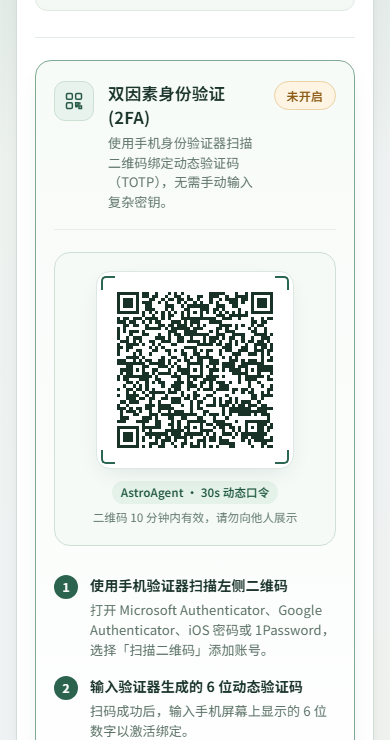 双因素身份验证
(2FA)
未开启
使用手机身份验证器扫描
二维码绑定动态验证码
（TOTP），无需手动输入
复杂密钥。
AstroAgent • 30s 动态口令
二维码 10 分钟内有效，请勿向他人展示
1 使用手机验证器扫描左侧二维码
打开 Microsoft Authenticator、Google
Authenticator、iOS 密码或 1Password，
选择「扫描二维码」添加账号。
2 输入验证器生成的 6 位动态验证码
扫码成功后，输入手机屏幕上显示的 6 位
数字以激活绑定。